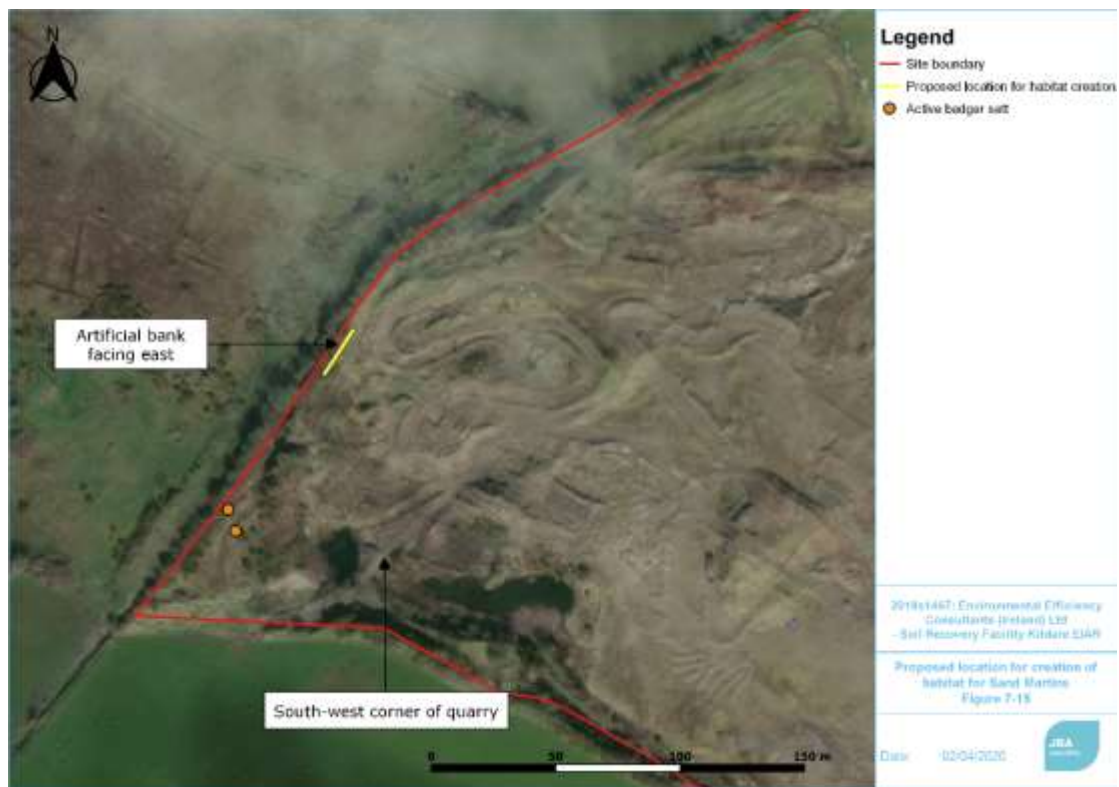 N
Legend
Site boundary
Proposed location for habitat creation
Active badger sett
Artificial bank
facing east
South-west corner of quarry
0 50 100 150 m
2019s1467: Environmental Efficiency
Consultants (Ireland) Ltd
- Soil Recovery Facility Kildare EIAR
Proposed location for creation of
habitat for Sand Martins
Figure 7-15
Date: 02/04/2020
JBA